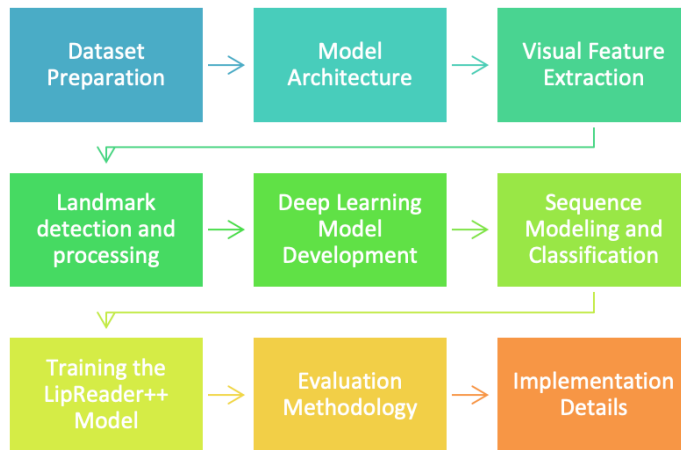 Dataset
Preparation
Model
Architecture
Visual Feature
Extraction
Landmark
detection and
processing
Deep Learning
Model
Development
Sequence
Modeling and
Classification
Training the
LipReader++
Model
Evaluation
Methodology
Implementation
Details